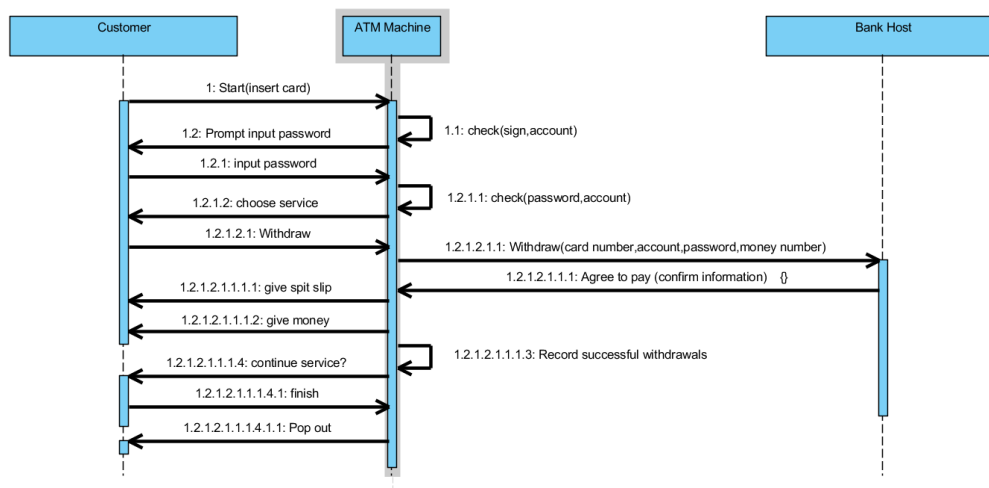 Customer
ATM Machine
Bank Host
1: Start(insert card)
1.1: check(sign,account)
1.2: Prompt input password
1.2.1: input password
1.2.1.1: check(password,account)
1.2.1.2: choose service
1.2.1.2.1: Withdraw
1.2.1.2.1.1: Withdraw(card number,account,password,money number)
1.2.1.2.1.1.1: Agree to pay (confirm information) {}
1.2.1.2.1.1.1.1: give spit slip
1.2.1.2.1.1.1.2: give money
1.2.1.2.1.1.1.3: Record successful withdrawals
1.2.1.2.1.1.1.4: continue service?
1.2.1.2.1.1.1.4.1: finish
1.2.1.2.1.1.1.4.1.1: Pop out